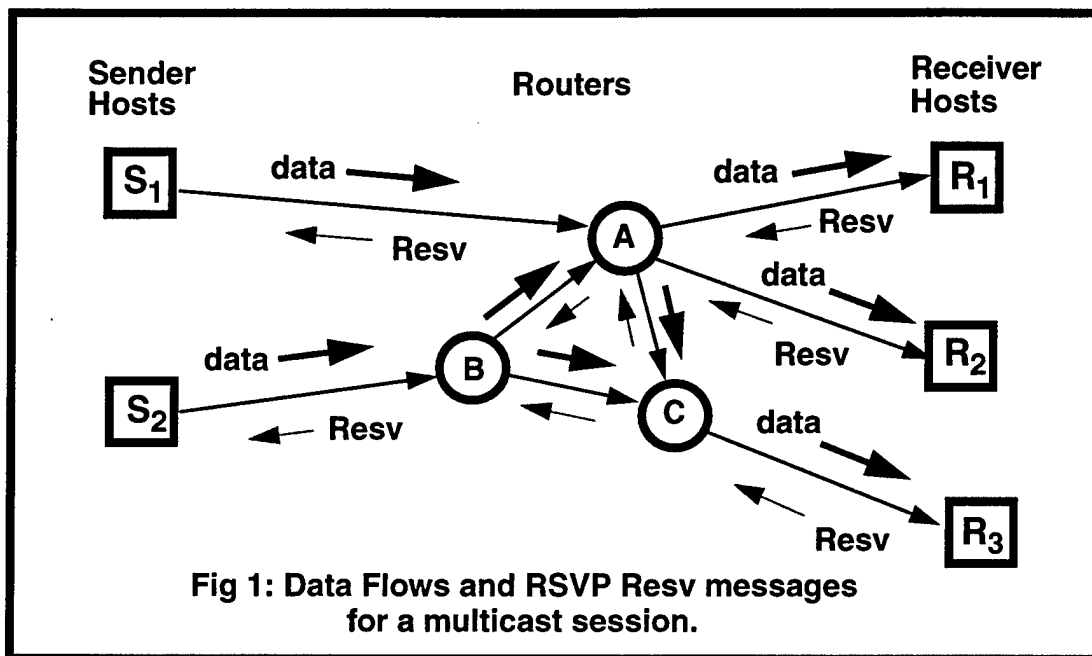 Sender
Hosts
Routers
Receiver
Hosts
S1
data
data
R1
Resv
A
Resv
data
data
B
Resv
R2
S2
Resv
C
data
Resv
R3
Fig 1: Data Flows and RSVP Resv messages
for a multicast session.